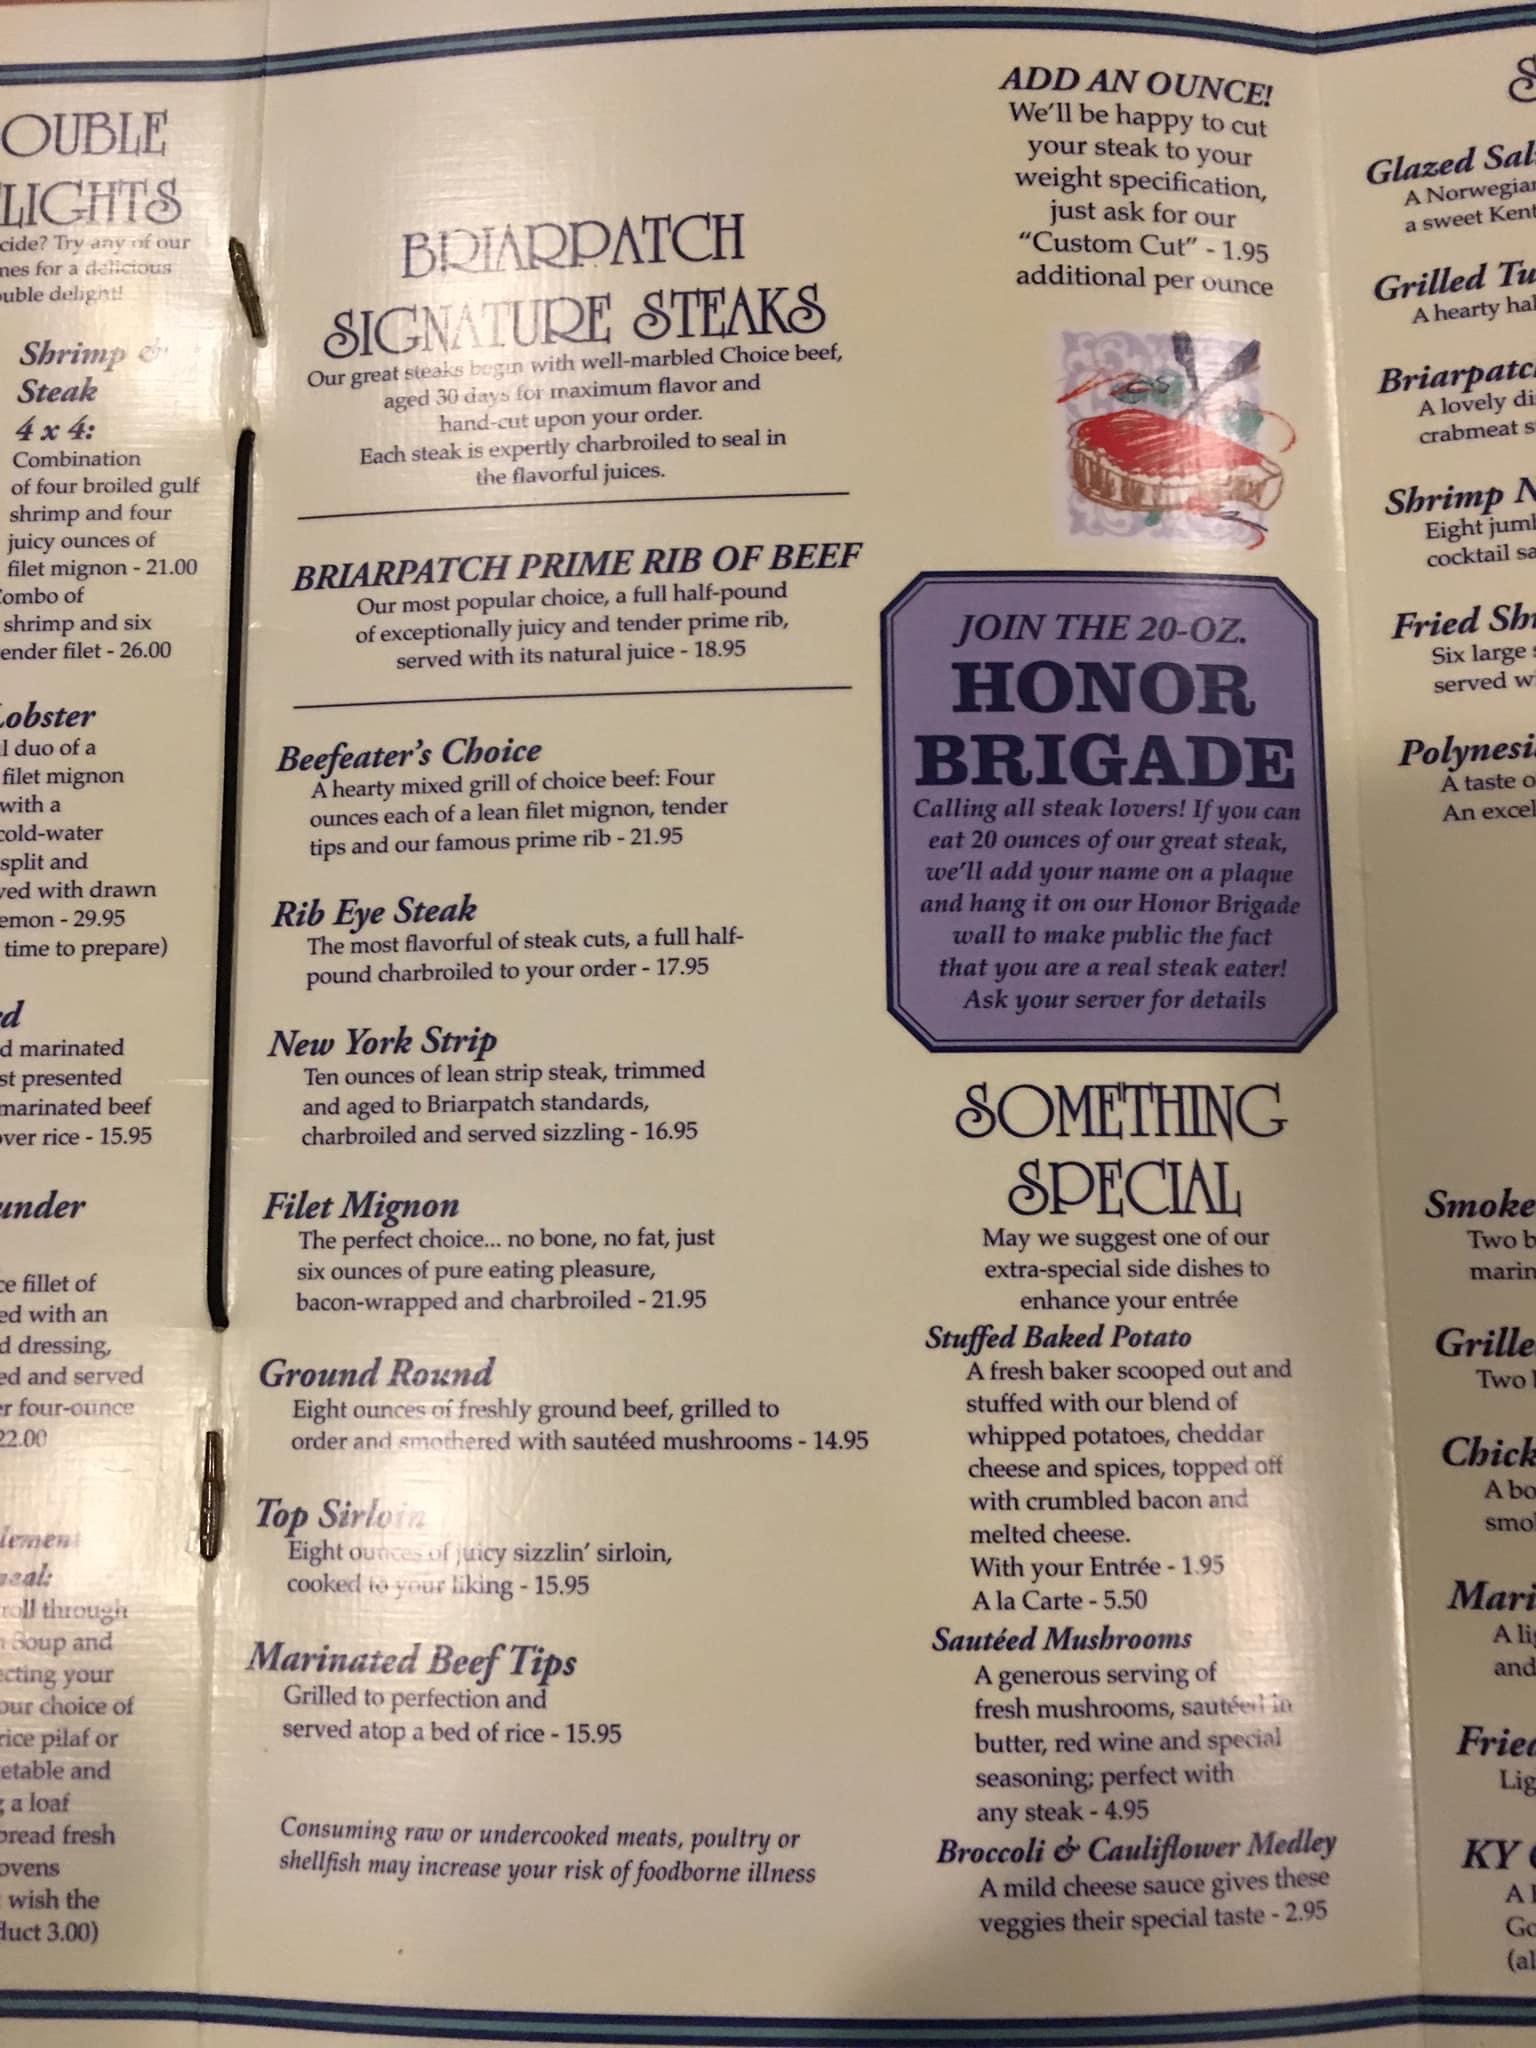 OUBLE
LIGHTS
cide? Try any of our
nes for a delicious
ouble delight!
Shrimp &
Steak
4 x 4:
Combination
of four broiled gulf
shrimp and four
juicy ounces of
filet mignon - 21.00
Combo of
shrimp and six
ender filet - 26.00
Lobster
l duo of a
filet mignon
with a
cold-water
split and
ved with drawn
emon - 29.95
time to prepare)
d marinated
st presented
marinated beef
over rice - 15.95
under
ce fillet of
ed with an
d dressing,
ed and served
er four-ounce
22.00
lement
roll through
Soup and
ecting your
our choice of
rice pilaf or
etable and
g a loaf
bread fresh
ovens
wish the
duct 3.00)
BRIARPATCH
SIGNATURE STEAKS
Our great steaks begin with well-marbled Choice beef,
aged 30 days for maximum flavor and
hand-cut upon your order.
Each steak is expertly charbroiled to seal in
the flavorful juices.
BRIARPATCH PRIME RIB OF BEEF
Our most popular choice, a full half-pound
of exceptionally juicy and tender prime rib,
served with its natural juice - 18.95
Beefeater's Choice
A hearty mixed grill of choice beef: Four
ounces each of a lean filet mignon, tender
tips and our famous prime rib - 21.95
Rib Eye Steak
The most flavorful of steak cuts, a full half-
pound charbroiled to your order - 17.95
New York Strip
Ten ounces of lean strip steak, trimmed
and aged to Briarpatch standards,
charbroiled and served sizzling - 16.95
Filet Mignon
The perfect choice... no bone, no fat, just
six ounces of pure eating pleasure,
bacon-wrapped and charbroiled - 21.95
Ground Round
Eight ounces of freshly ground beef, grilled to
order and smothered with sautéed mushrooms - 14.95
Top Sirloin
Eight ounces of juicy sizzlin' sirloin,
cooked to your liking - 15.95
Marinated Beef Tips
Grilled to perfection and
served atop a bed of rice - 15.95
Consuming raw or undercooked meats, poultry or
shellfish may increase your risk of foodborne illness
ADD AN OUNCE!
We'll be happy to cut
your steak to your
weight specification,
just ask for our
"Custom Cut" - 1.95
additional per ounce
JOIN THE 20-OZ.
HONOR
BRIGADE
Calling all steak lovers! If you can
eat 20 ounces of our great steak,
we'll add your name on a plaque
and hang it on our Honor Brigade
wall to make public the fact
that you are a real steak eater!
Ask your server for details
SOMETHING
SPECIAL
May we suggest one of our
extra-special side dishes to
enhance your entrée
Stuffed Baked Potato
A fresh baker scooped out and
stuffed with our blend of
whipped potatoes, cheddar
cheese and spices, topped off
with crumbled bacon and
melted cheese.
With your Entrée - 1.95
A la Carte - 5.50
Sautéed Mushrooms
A generous serving of
fresh mushrooms, sautéed in
butter, red wine and special
seasoning; perfect with
any steak - 4.95
Broccoli & Cauliflower Medley
A mild cheese sauce gives these
veggies their special taste - 2.95
S
Glazed Sal
A Norwegian
a sweet Kent
Grilled Tu
A hearty hal
Briarpatch
A lovely di
crabmeat s
Shrimp N
Eight jumb
cocktail sa
Fried Shr
Six large s
served wi
Polynesi
A taste o
An excel
Smoke
Two b
marin
Grille
Two b
Chick
A bo
smo
Mari
A li
and
Fried
Lig
KY
A
Go
(al